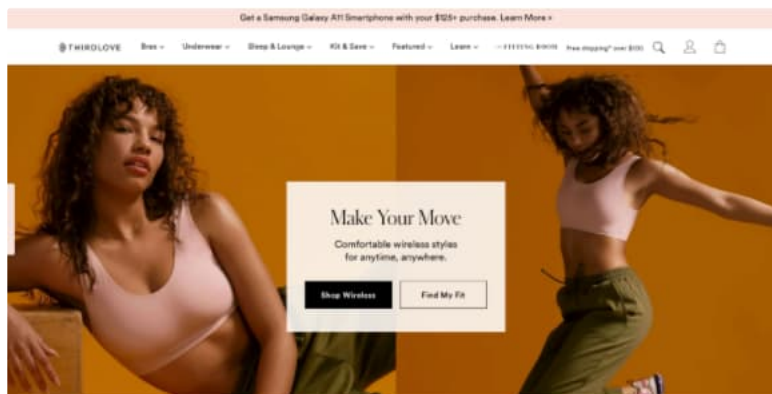 Get a Samsung Galaxy A11 Smartphone with your $125+ purchase. Learn More >
THIRDLOVE Bras Underwear Sleep & Lounge Kit & Save Featured Learn FITTING ROOM Free shipping* over $100
Make Your Move
Comfortable wireless styles
for anytime, anywhere.
Shop Wireless Find My Fit